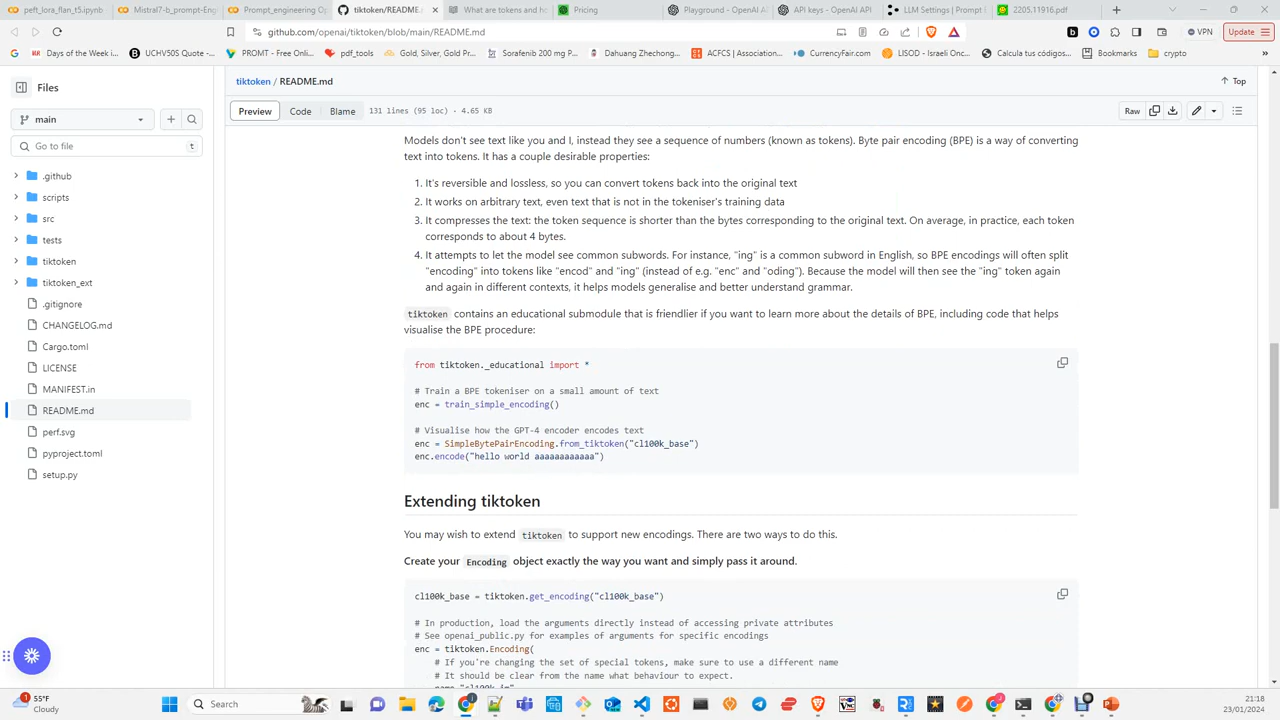 peft_lora_flan_t5.ipynb
Mistral7-b_prompt-Eng
Prompt_engineering Op
tiktoken/README.
What are tokens and ho
Pricing
Playground - OpenAI A
API keys - OpenAI API
LLM Settings | Prompt
2205.11916.pdf
github.com/openai/tiktoken/blob/main/README.md
VPN
Update
Days of the Week i...
UCHV50S Quote -...
PROMT - Free Onli...
pdf_tools
Gold, Silver, Gold Pr...
Sorafenib 200 mg P...
Dahuang Zhechong...
ACFCS | Association...
CurrencyFair.com
LISOD - Israeli Onc...
Calcula tus códigos...
Bookmarks
crypto
Files
tiktoken / README.md
Top
main
Preview
Code
Blame
131 lines (95 loc) · 4.65 KB
Raw
Go to file
t
.github
scripts
src
tests
tiktoken
tiktoken_ext
.gitignore
CHANGELOG.md
Cargo.toml
LICENSE
MANIFEST.in
README.md
perf.svg
pyproject.toml
setup.py
Models don't see text like you and I, instead they see a sequence of numbers (known as tokens). Byte pair encoding (BPE) is a way of converting
text into tokens. It has a couple desirable properties:
1. It's reversible and lossless, so you can convert tokens back into the original text
2. It works on arbitrary text, even text that is not in the tokeniser's training data
3. It compresses the text: the token sequence is shorter than the bytes corresponding to the original text. On average, in practice, each token
corresponds to about 4 bytes.
4. It attempts to let the model see common subwords. For instance, "ing" is a common subword in English, so BPE encodings will often split
"encoding" into tokens like "encod" and "ing" (instead of e.g. "enc" and "oding"). Because the model will then see the "ing" token again
and again in different contexts, it helps models generalise and better understand grammar.
tiktoken contains an educational submodule that is friendlier if you want to learn more about the details of BPE, including code that helps
visualise the BPE procedure:
from tiktoken._educational import *
# Train a BPE tokeniser on a small amount of text
enc = train_simple_encoding()
# Visualise how the GPT-4 encoder encodes text
enc = SimpleBytePairEncoding.from_tiktoken("cl100k_base")
enc.encode("hello world aaaaaaaaaaaa")
Extending tiktoken
You may wish to extend tiktoken to support new encodings. There are two ways to do this.
Create your Encoding object exactly the way you want and simply pass it around.
cl100k_base = tiktoken.get_encoding("cl100k_base")
# In production, load the arguments directly instead of accessing private attributes
# See openai_public.py for examples of arguments for specific encodings
enc = tiktoken.Encoding(
# If you're changing the set of special tokens, make sure to use a different name
# It should be clear from the name what behaviour to expect.
55°F
Cloudy
Search
21:18
23/01/2024